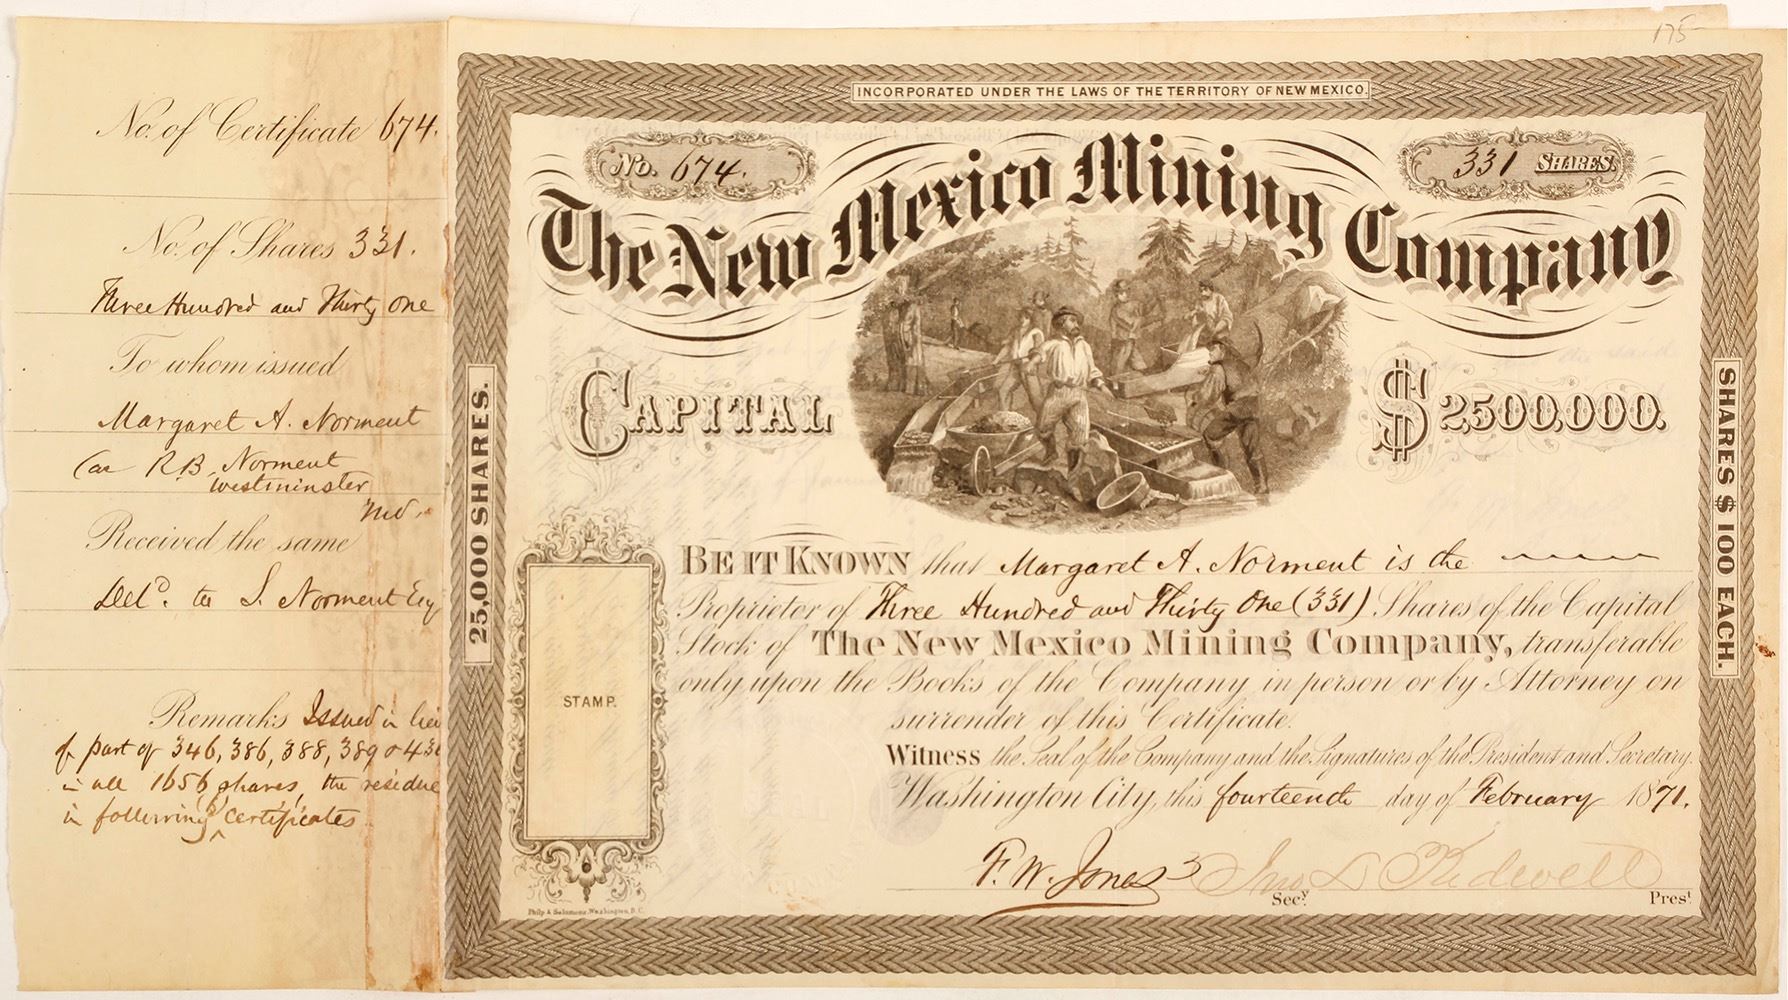 No. of Certificate 674.
No. of Shares 331.
Three Hundred and Thirty One
To whom issued
Margaret A. Norment
Westminster
Md.
Received the same
Deld. to S. Norment Esq
Remarks Issued in lieu
of part of 346, 386, 388, 389 &
in all 1656 shares, the residue
in following certificates
175-
INCORPORATED UNDER THE LAWS OF THE TERRITORY OF NEW MEXICO.
No. 674.
331 SHARES.
The New Mexico Mining Company
CAPITAL $2,500,000.
25,000 SHARES.
SHARES $100 EACH.
STAMP.
BE IT KNOWN that Margaret A. Norment is the
Proprietor of Three Hundred and Thirty One (331) Shares of the Capital
Stock of The New Mexico Mining Company, transferable
only upon the Books of the Company in person or by Attorney on
surrender of this Certificate.
Witness the Seal of the Company and the Signatures of the President and Secretary.
Washington City, this fourteenth day of February 1871.
F. W. Jones Jno L Kidwell
Secy. Prest
Philp & Solomons, Washington, D.C.